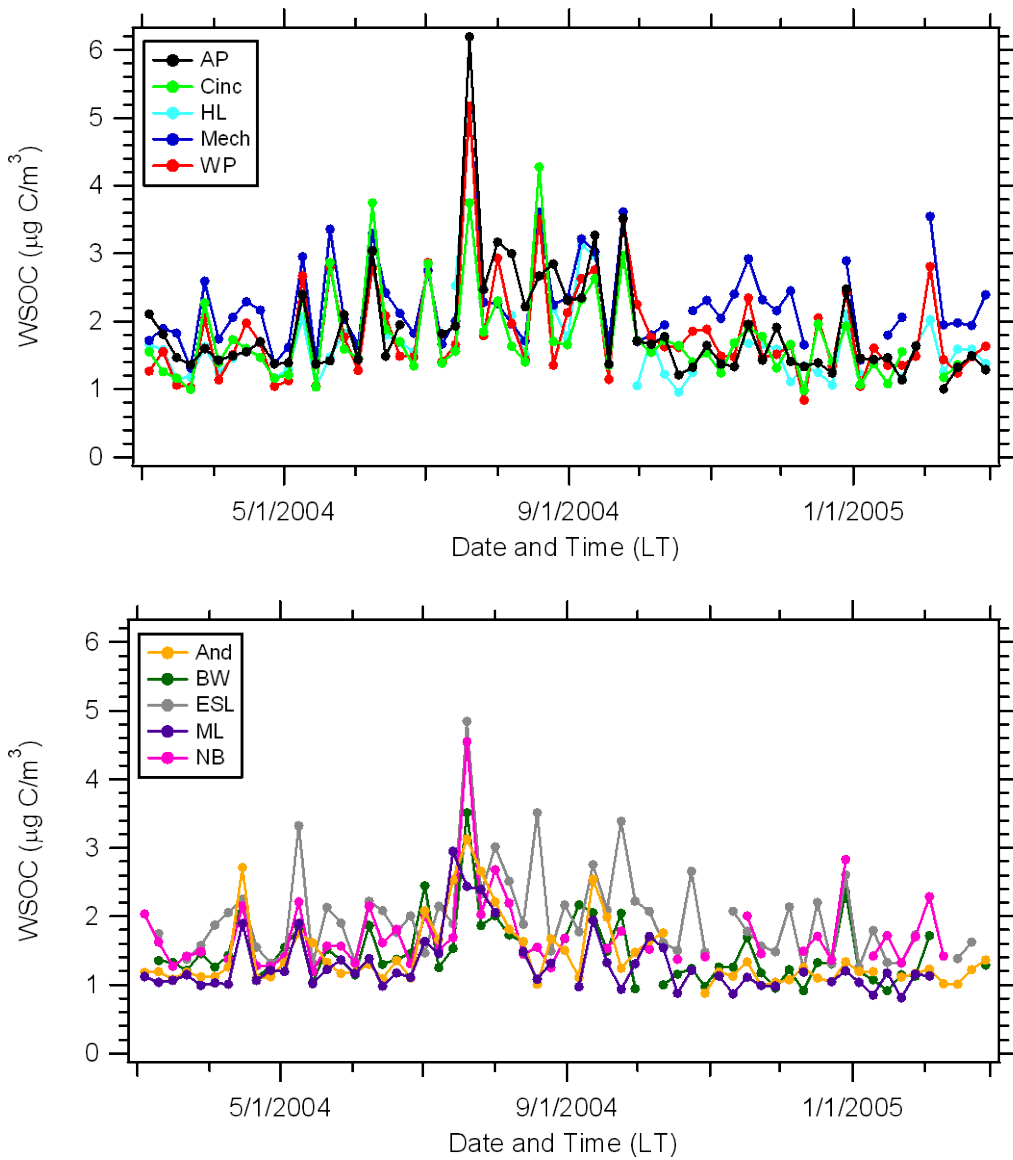 6
5
4
3
2
1
0
WSOC (µg C/m³)
AP
Cinc
HL
Mech
WP
5/1/2004 9/1/2004 1/1/2005
Date and Time (LT)
6
5
4
3
2
1
0
WSOC (µg C/m³)
And
BW
ESL
ML
NB
5/1/2004 9/1/2004 1/1/2005
Date and Time (LT)